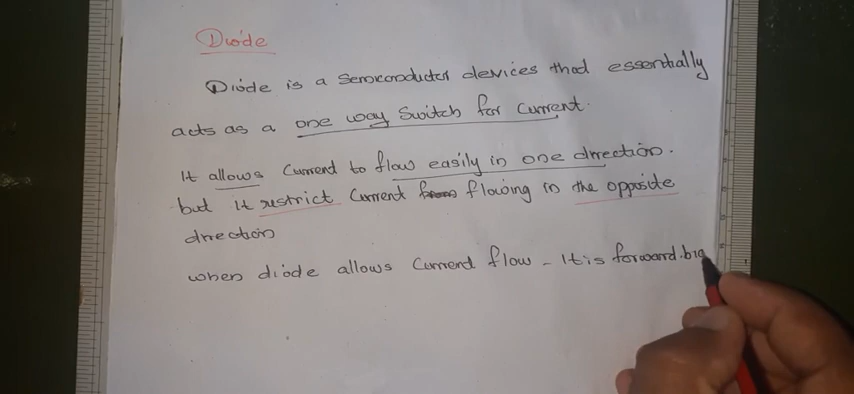 Diode
Diode is a Semiconductor devices that essentially
acts as a one way Switch for Current.
It allows Current to flow easily in one direction.
but it restrict Current from flowing in the opposite
direction
when diode allows Current flow - It is forward.bia